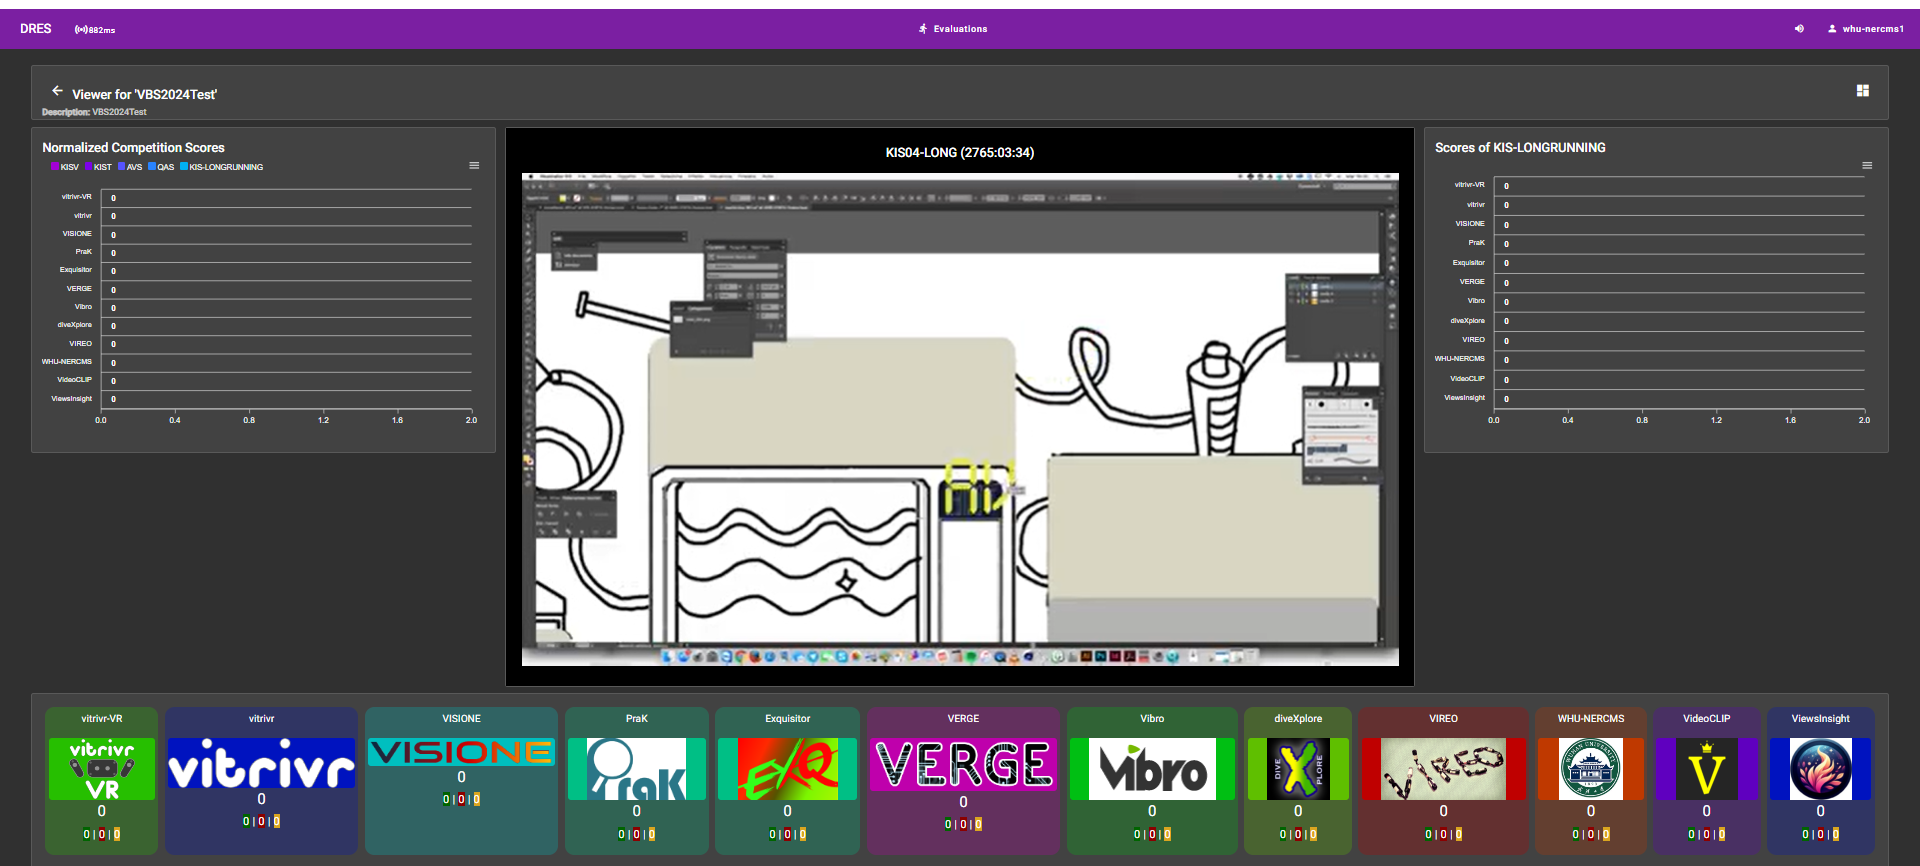 DRES 882ms Evaluations whu-nercms1
Viewer for 'VBS2024Test'
Description: VBS2024Test
Normalized Competition Scores
KISV KIST AVS QAS KIS-LONGRUNNING
vitrivr-VR 0
vitrivr 0
VISIONE 0
PraK 0
Exquisitor 0
VERGE 0
Vibro 0
diveXplore 0
VIREO 0
WHU-NERCMS 0
VideoCLIP 0
ViewsInsight 0
0.0 0.4 0.8 1.2 1.6 2.0
KIS04-LONG (2765:03:34)
Scores of KIS-LONGRUNNING
vitrivr-VR 0
vitrivr 0
VISIONE 0
PraK 0
Exquisitor 0
VERGE 0
Vibro 0
diveXplore 0
VIREO 0
WHU-NERCMS 0
VideoCLIP 0
ViewsInsight 0
0.0 0.4 0.8 1.2 1.6 2.0
vitrivr-VR
vitrivr
VR
0
0 | 0 | 0
vitrivr
vitrivr
0
0 | 0 | 0
VISIONE
VISIONE
0
0 | 0 | 0
PraK
PraK
0
0 | 0 | 0
Exquisitor
EXQ
0
0 | 0 | 0
VERGE
VERGE
0
0 | 0 | 0
Vibro
Vibro
0
0 | 0 | 0
diveXplore
DIVE X PLORE
0
0 | 0 | 0
VIREO
VIREO
0
0 | 0 | 0
WHU-NERCMS
0
0 | 0 | 0
VideoCLIP
V
0
0 | 0 | 0
ViewsInsight
0
0 | 0 | 0